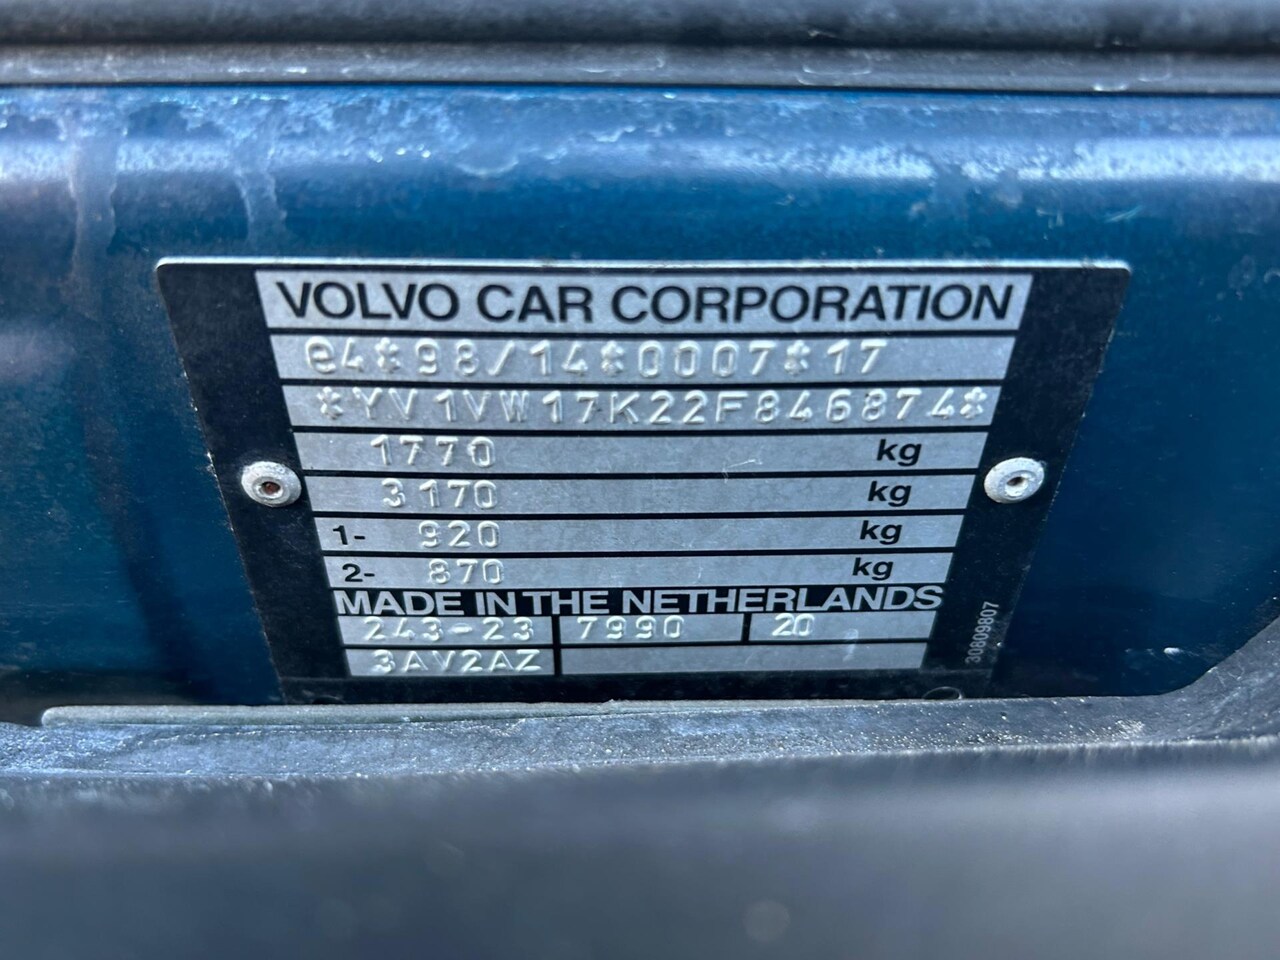 VOLVO CAR CORPORATION
e4*98/14*0007*17
*YV1VW17K22F846874*
1770 kg
3170 kg
1- 920 kg
2- 870 kg
MADE IN THE NETHERLANDS
243-23 7990 20
3AV2AZ
30809807